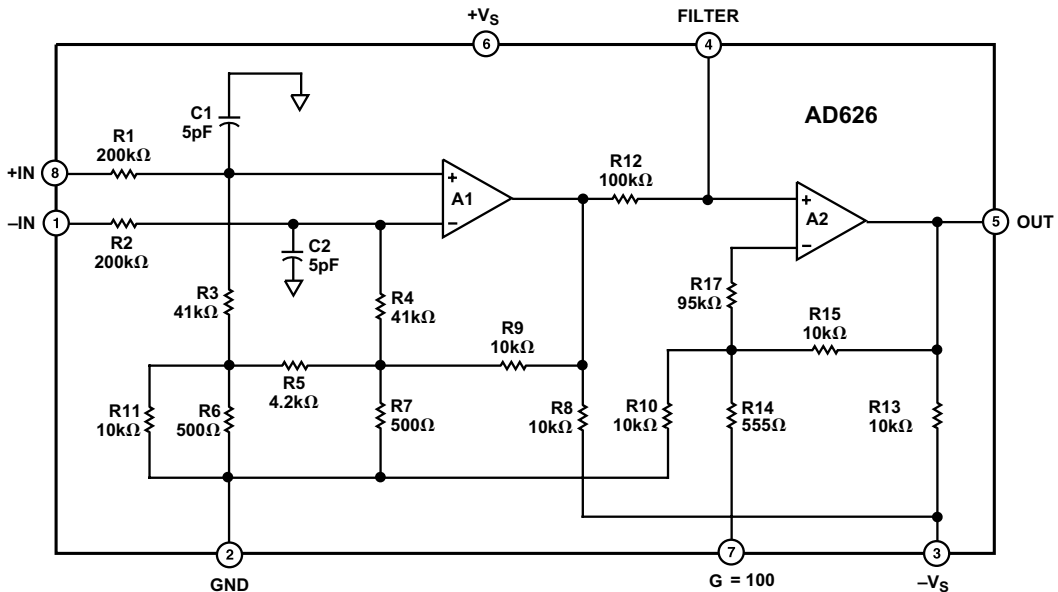 +VS
FILTER
6
4
AD626
C1
5pF
R1
200kΩ
R12
100kΩ
+IN
8
+
A1
−
+
A2
−
−IN
1
5
OUT
R2
200kΩ
C2
5pF
R17
95kΩ
R3
41kΩ
R4
41kΩ
R9
10kΩ
R15
10kΩ
R5
4.2kΩ
R11
10kΩ
R6
500Ω
R7
500Ω
R8
10kΩ
R10
10kΩ
R14
555Ω
R13
10kΩ
2
7
3
GND
G = 100
−VS